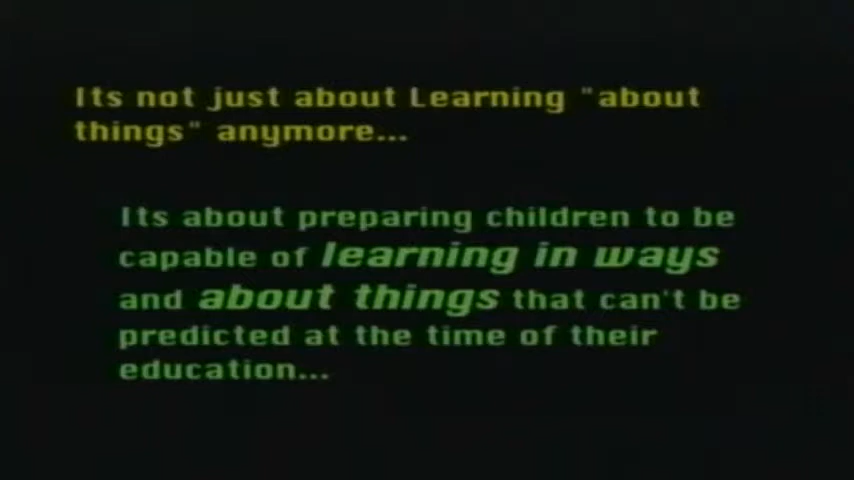 Its not just about Learning "about
things" anymore...
Its about preparing children to be
capable of learning in ways
and about things that can't be
predicted at the time of their
education...